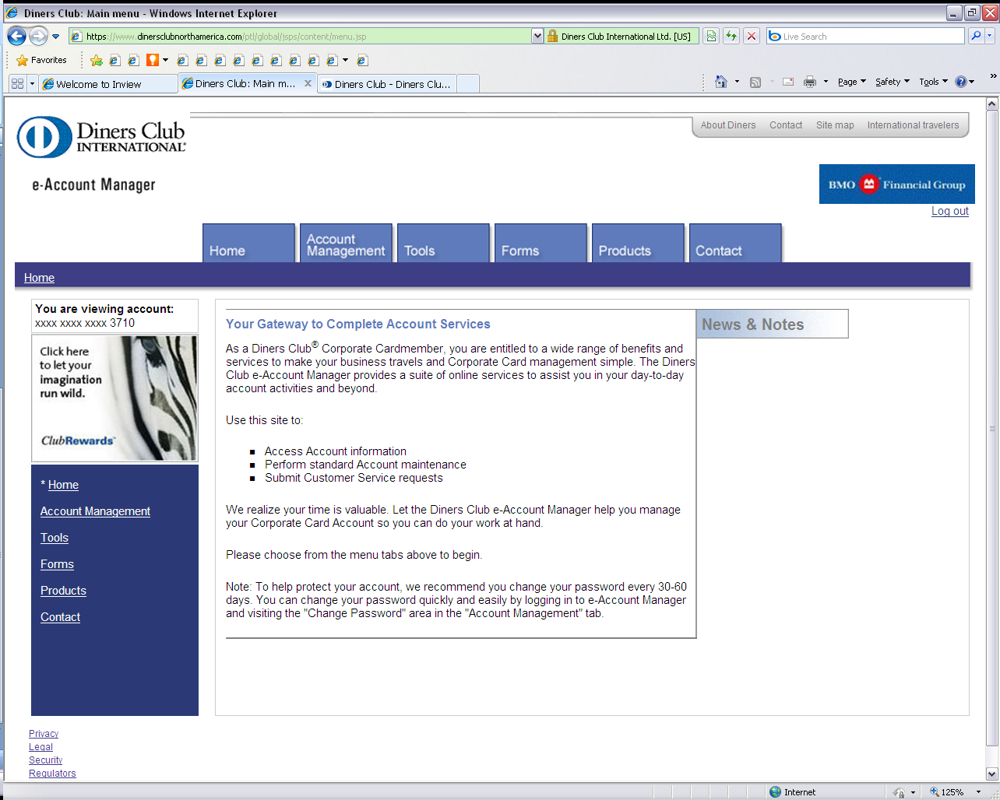 Diners Club: Main menu - Windows Internet Explorer
https://www.dinersclubnorthamerica.com/ptl/global/jsps/content/menu.jsp
Diners Club International Ltd. [US]
Live Search
Favorites
Welcome to Inview
Diners Club: Main m...
Diners Club - Diners Clu...
Page
Safety
Tools
»
Diners Club
INTERNATIONAL®
About Diners
Contact
Site map
International travelers
e-Account Manager
BMO Financial Group
Log out
Home
Account
Management
Tools
Forms
Products
Contact
Home
You are viewing account:
xxxx xxxx xxxx 3710
Click here
to let your
imagination
run wild.
ClubRewards
* Home
Account Management
Tools
Forms
Products
Contact
Your Gateway to Complete Account Services
As a Diners Club® Corporate Cardmember, you are entitled to a wide range of benefits and
services to make your business travels and Corporate Card management simple. The Diners
Club e-Account Manager provides a suite of online services to assist you in your day-to-day
account activities and beyond.
Use this site to:
■ Access Account information
■ Perform standard Account maintenance
■ Submit Customer Service requests
We realize your time is valuable. Let the Diners Club e-Account Manager help you manage
your Corporate Card Account so you can do your work at hand.
Please choose from the menu tabs above to begin.
Note: To help protect your account, we recommend you change your password every 30-60
days. You can change your password quickly and easily by logging in to e-Account Manager
and visiting the "Change Password" area in the "Account Management" tab.
News & Notes
Privacy
Legal
Security
Regulators
Internet
125%